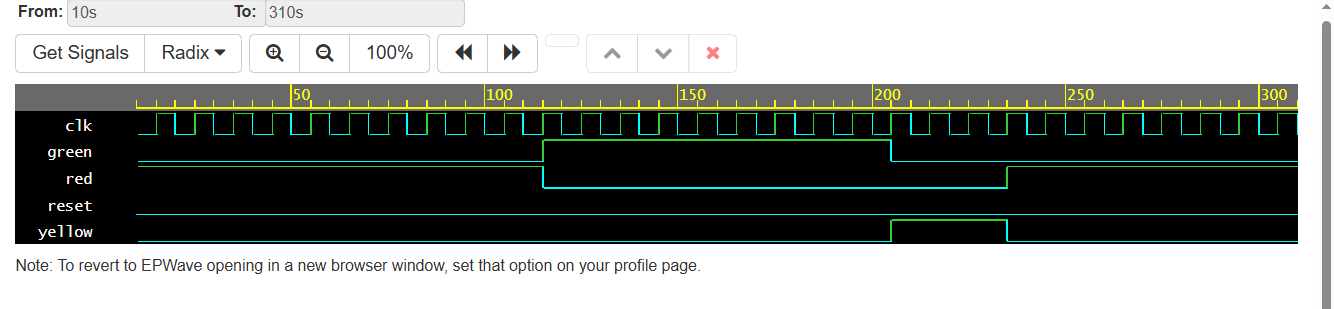 From: 10s To: 310s
Get Signals Radix 100%
50 100 150 200 250 300
clk
green
red
reset
yellow
Note: To revert to EPWave opening in a new browser window, set that option on your profile page.